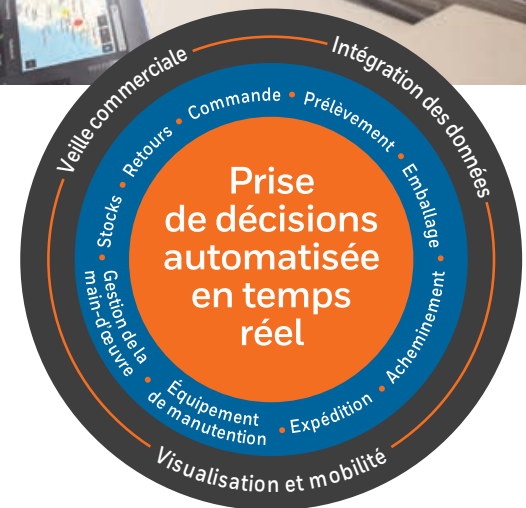 Veille commerciale
Intégration des données
Visualisation et mobilité
Commande
Prélèvement
Emballage
Acheminement
Expédition
Équipement
de manutention
Gestion de la
main-d'œuvre
Stocks
Retours
Prise
de décisions
automatisée
en temps
réel